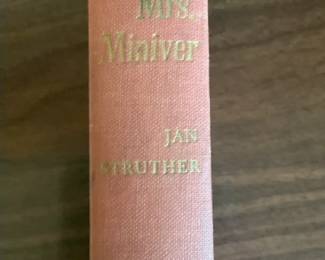 Mrs.
Miniver
JAN
STRUTHER